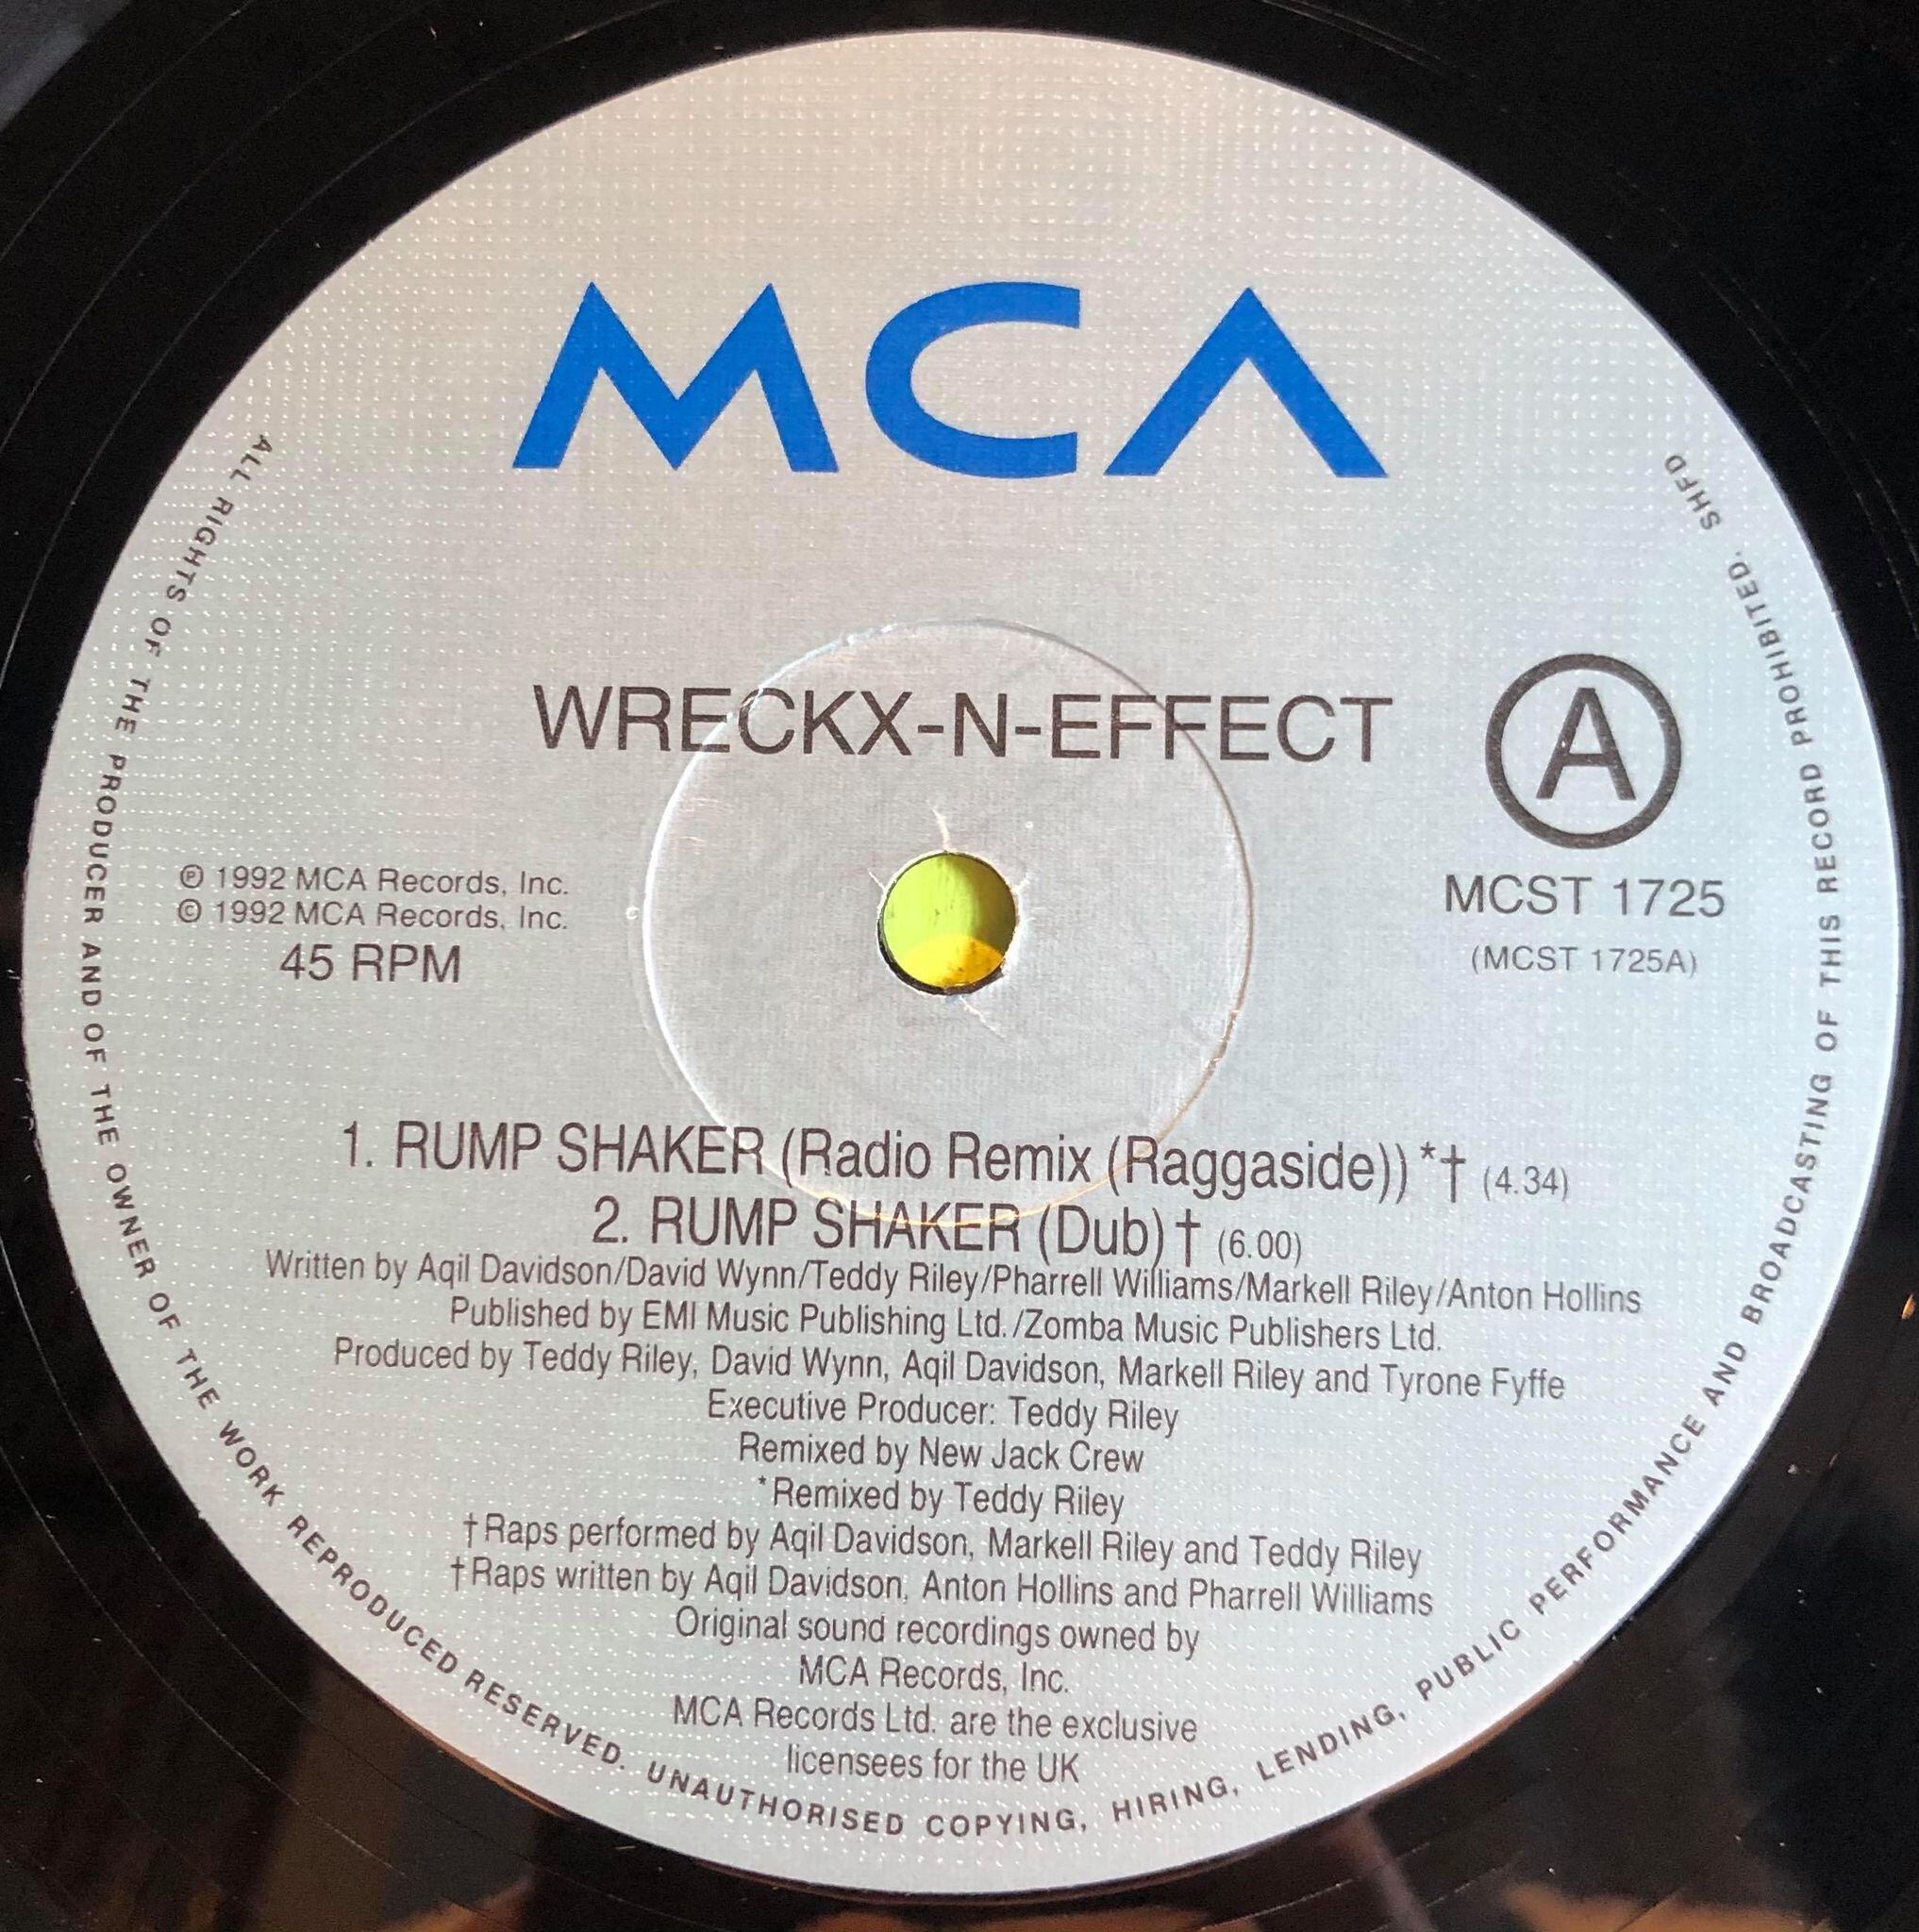 MCA
WRECKX-N-EFFECT
A
℗ 1992 MCA Records, Inc.
© 1992 MCA Records, Inc.
45 RPM
MCST 1725
(MCST 1725A)
1. RUMP SHAKER (Radio Remix (Raggaside)) *† (4.34)
2. RUMP SHAKER (Dub) † (6.00)
Written by Aqil Davidson/David Wynn/Teddy Riley/Pharrell Williams/Markell Riley/Anton Hollins
Published by EMI Music Publishing Ltd./Zomba Music Publishers Ltd.
Produced by Teddy Riley, David Wynn, Aqil Davidson, Markell Riley and Tyrone Fyffe
Executive Producer: Teddy Riley
Remixed by New Jack Crew
*Remixed by Teddy Riley
†Raps performed by Aqil Davidson, Markell Riley and Teddy Riley
†Raps written by Aqil Davidson, Anton Hollins and Pharrell Williams
Original sound recordings owned by
MCA Records, Inc.
MCA Records Ltd. are the exclusive
licensees for the UK
ALL RIGHTS OF THE PRODUCER AND OF THE OWNER OF THE WORK REPRODUCED RESERVED. UNAUTHORISED COPYING, HIRING, LENDING, PUBLIC PERFORMANCE AND BROADCASTING OF THIS RECORD PROHIBITED. SHFD